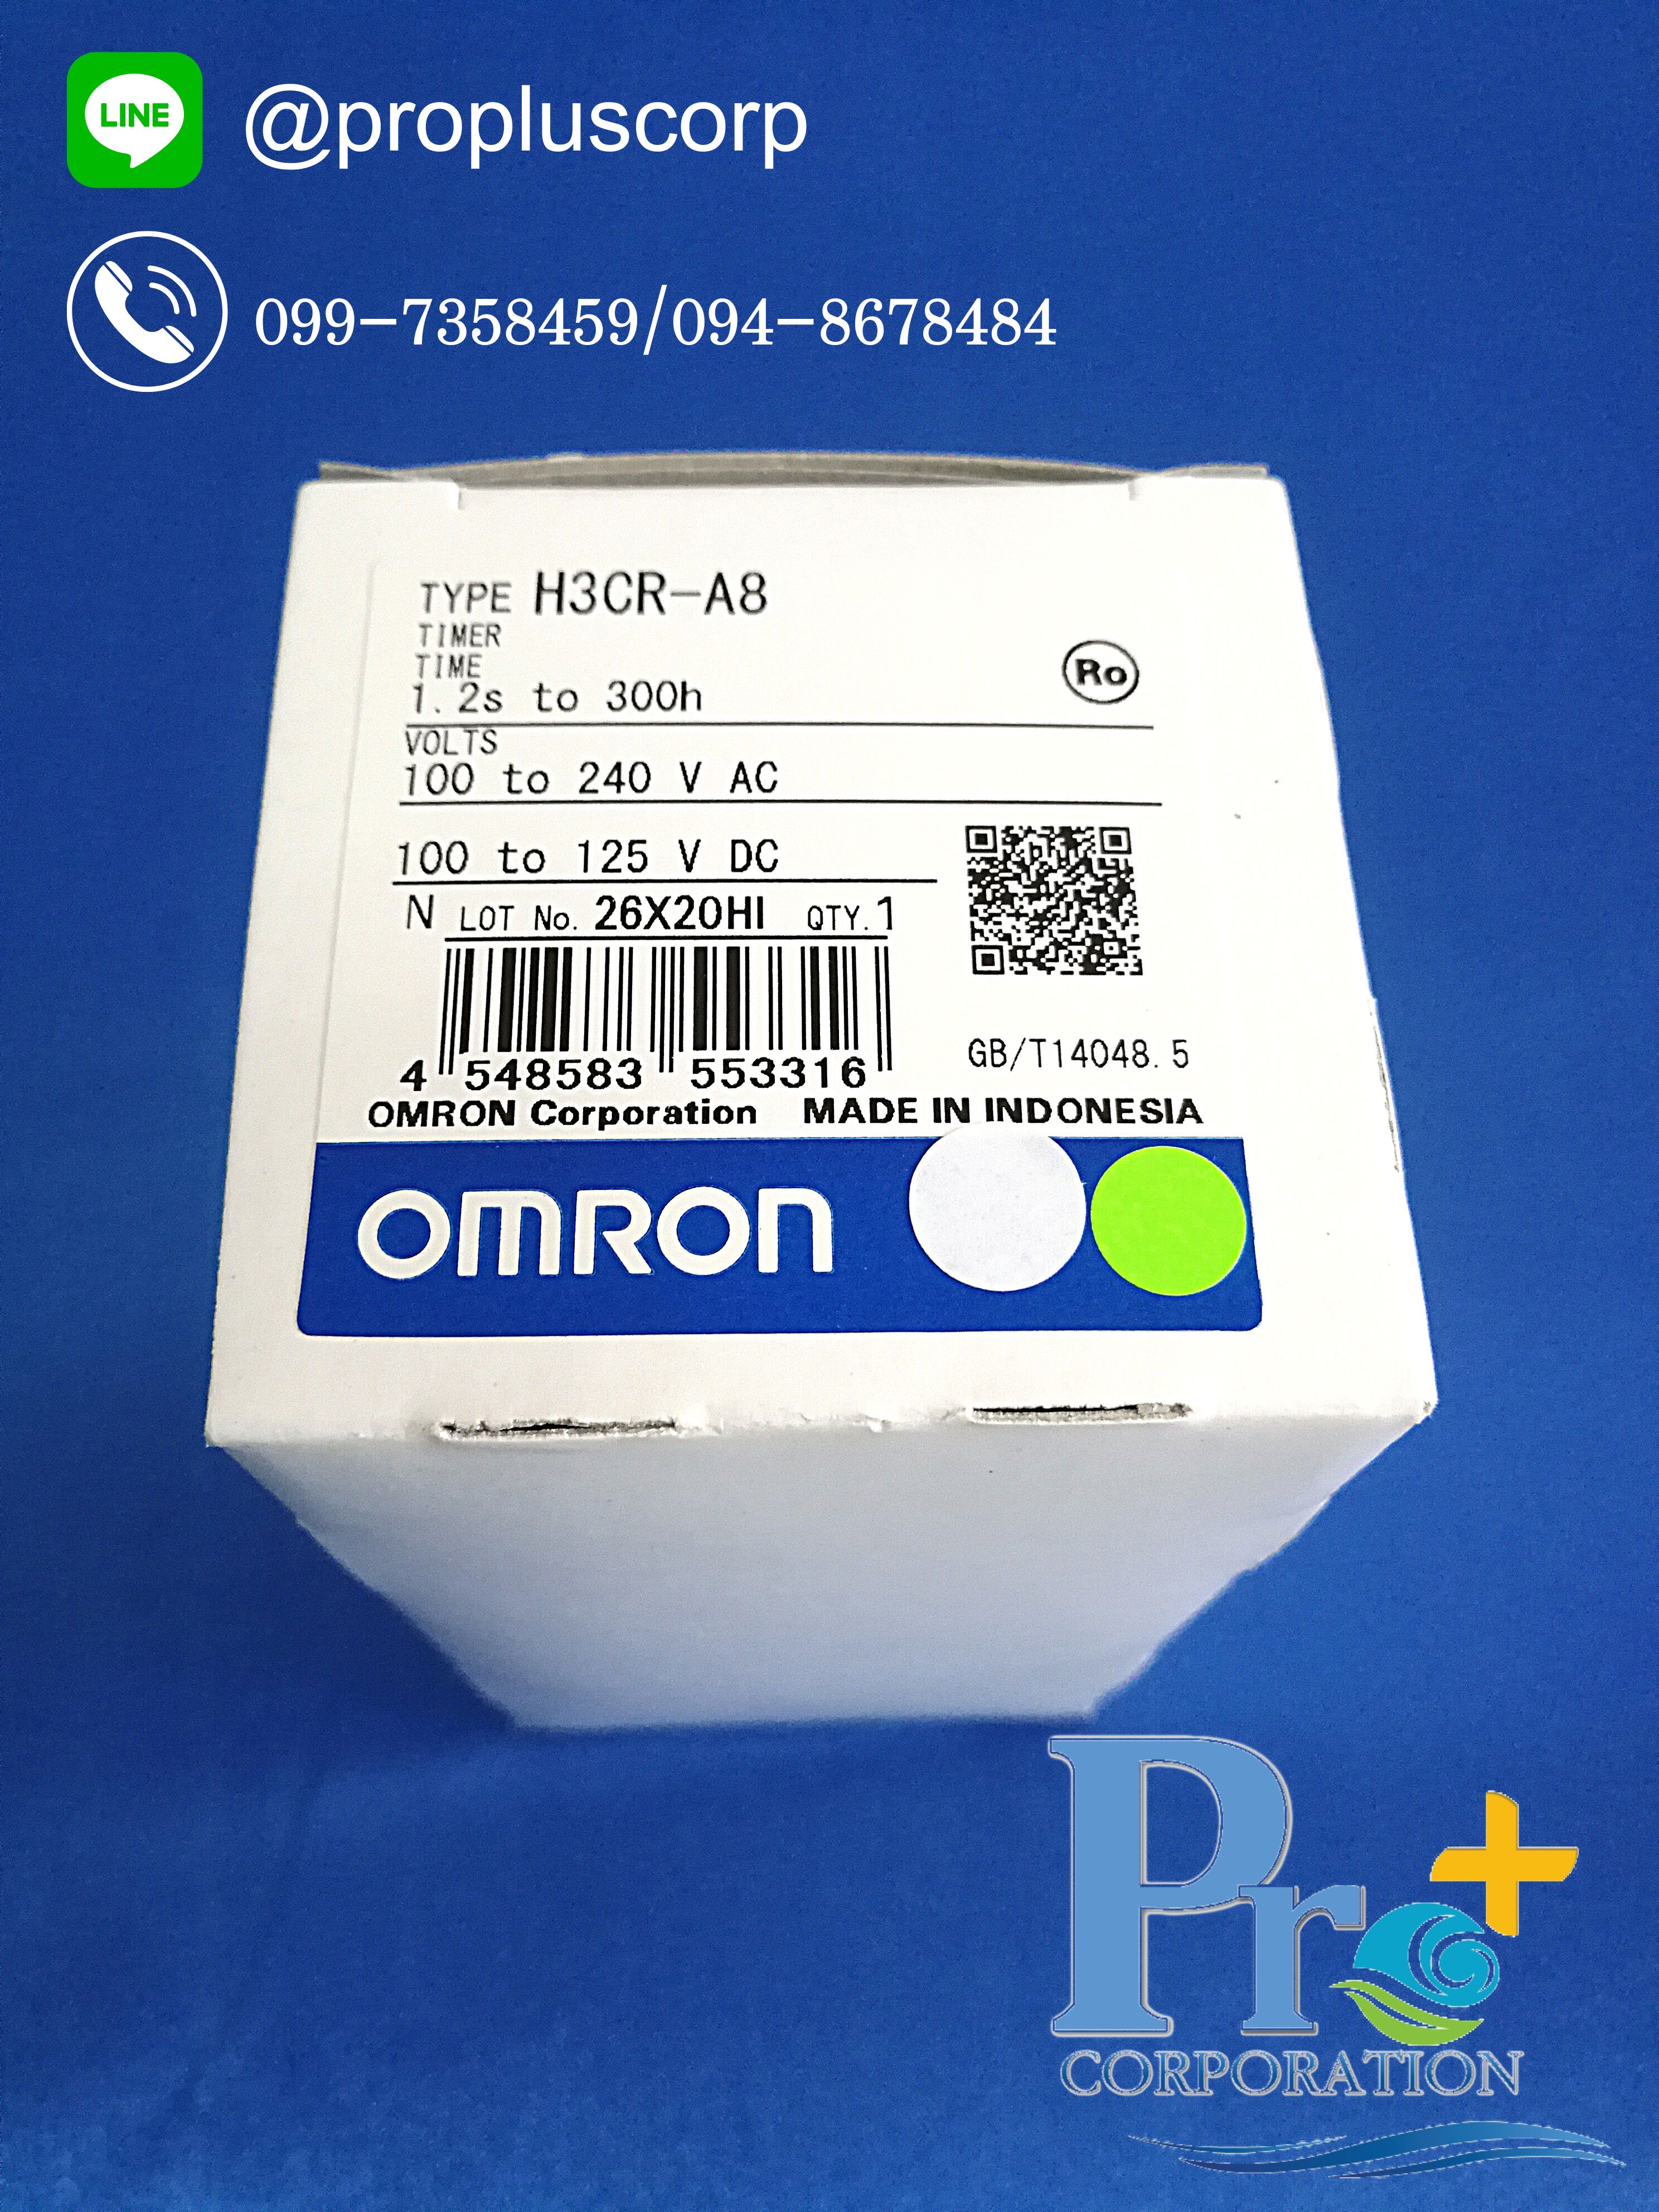 LINE
@propluscorp
099-7358459/094-8678484
TYPE H3CR-A8
TIMER
TIME
1.2s to 300h
Ro
VOLTS
100 to 240 V AC
100 to 125 V DC
N LOT No. 26X20HI QTY. 1
4 548583 553316
GB/T14048.5
OMRON Corporation MADE IN INDONESIA
OMRON
Pro+
CORPORATION